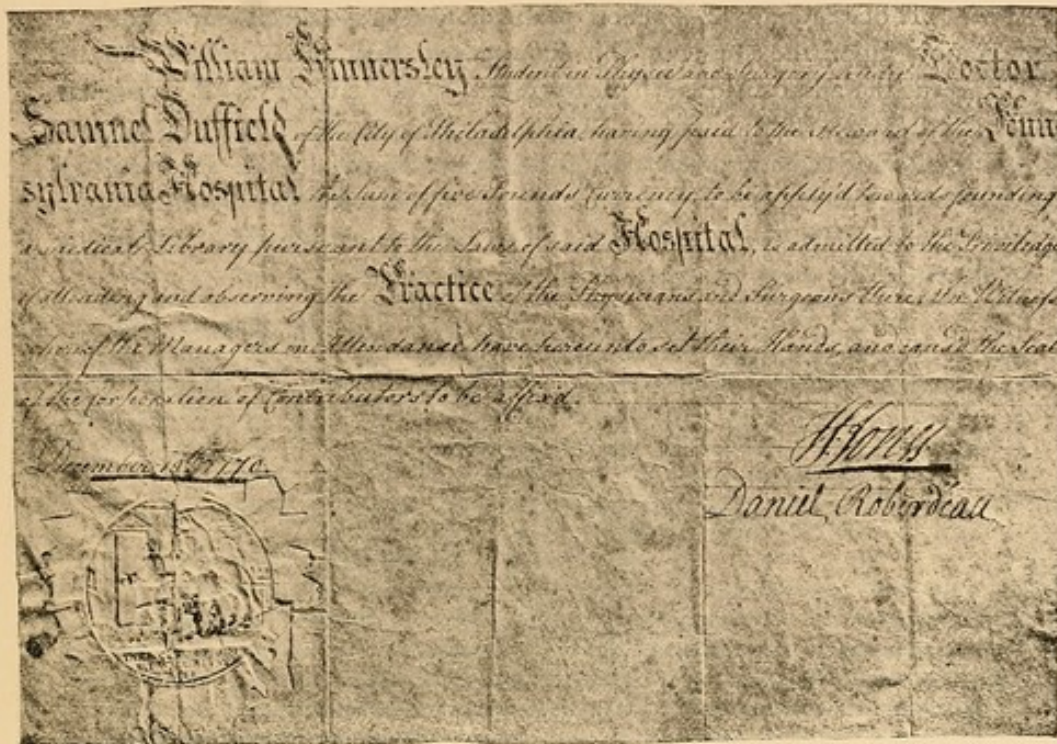 William Kinnersley Student in Physic and Surgery under Doctor
Samuel Duffield of the City of Philadelphia, having paid to the Steward of the Penn
sylvania Hospital the Sum of five Pounds Currency, to be apply'd towards founding
a medical Library pursuant to the Laws of said Hospital, is admitted to the Priviledge
of attending and observing the Practice of the Physicians and Surgeons there. In Witness
whereof the Managers in Attendance have hereunto set their Hands, and caused the Seal
of the corporation of Contributors to be affixd.
December 1770.
Daniel Roberdeau